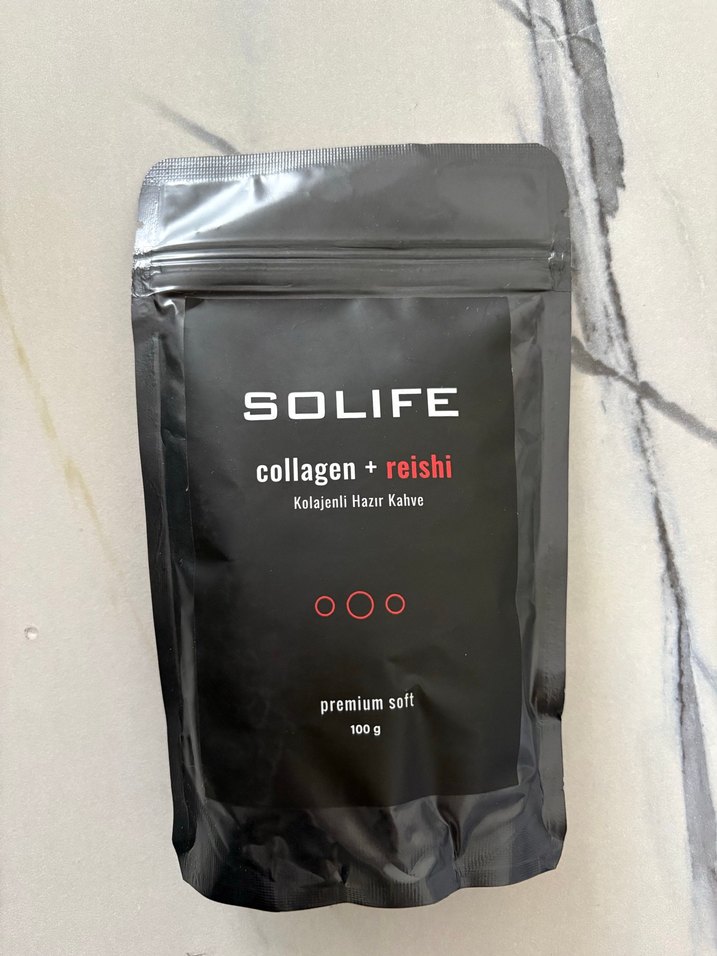 SOLIFE
collagen + reishi
Kolajenli Hazır Kahve
premium soft
100 g